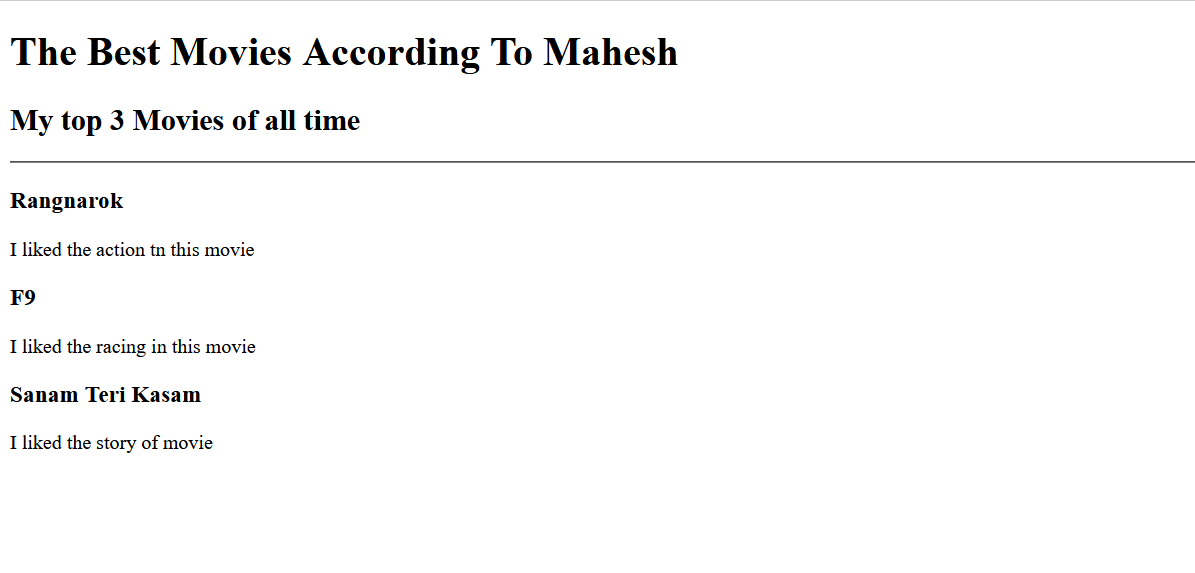 The Best Movies According To Mahesh
My top 3 Movies of all time
Rangnarok
I liked the action tn this movie
F9
I liked the racing in this movie
Sanam Teri Kasam
I liked the story of movie